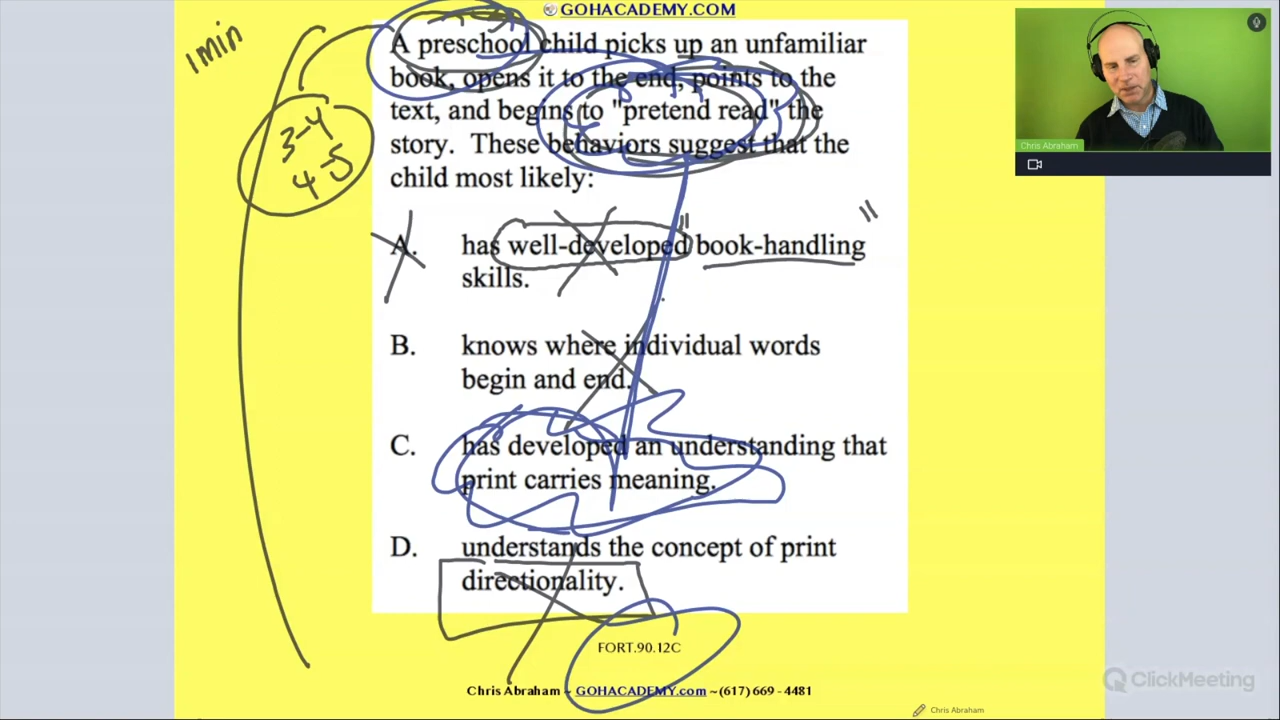 GOHACADEMY.COM
1 min
3-4
4-5
A preschool child picks up an unfamiliar
book, opens it to the end, points to the
text, and begins to "pretend read" the
story. These behaviors suggest that the
child most likely:
A. has well-developed "book-handling"
skills.
B. knows where individual words
begin and end.
C. has developed an understanding that
print carries meaning.
D. understands the concept of print
directionality.
FORT.90.12C
Chris Abraham ~ GOHACADEMY.COM ~(617) 669 - 4481
Chris Abraham
ClickMeeting
Chris Abraham